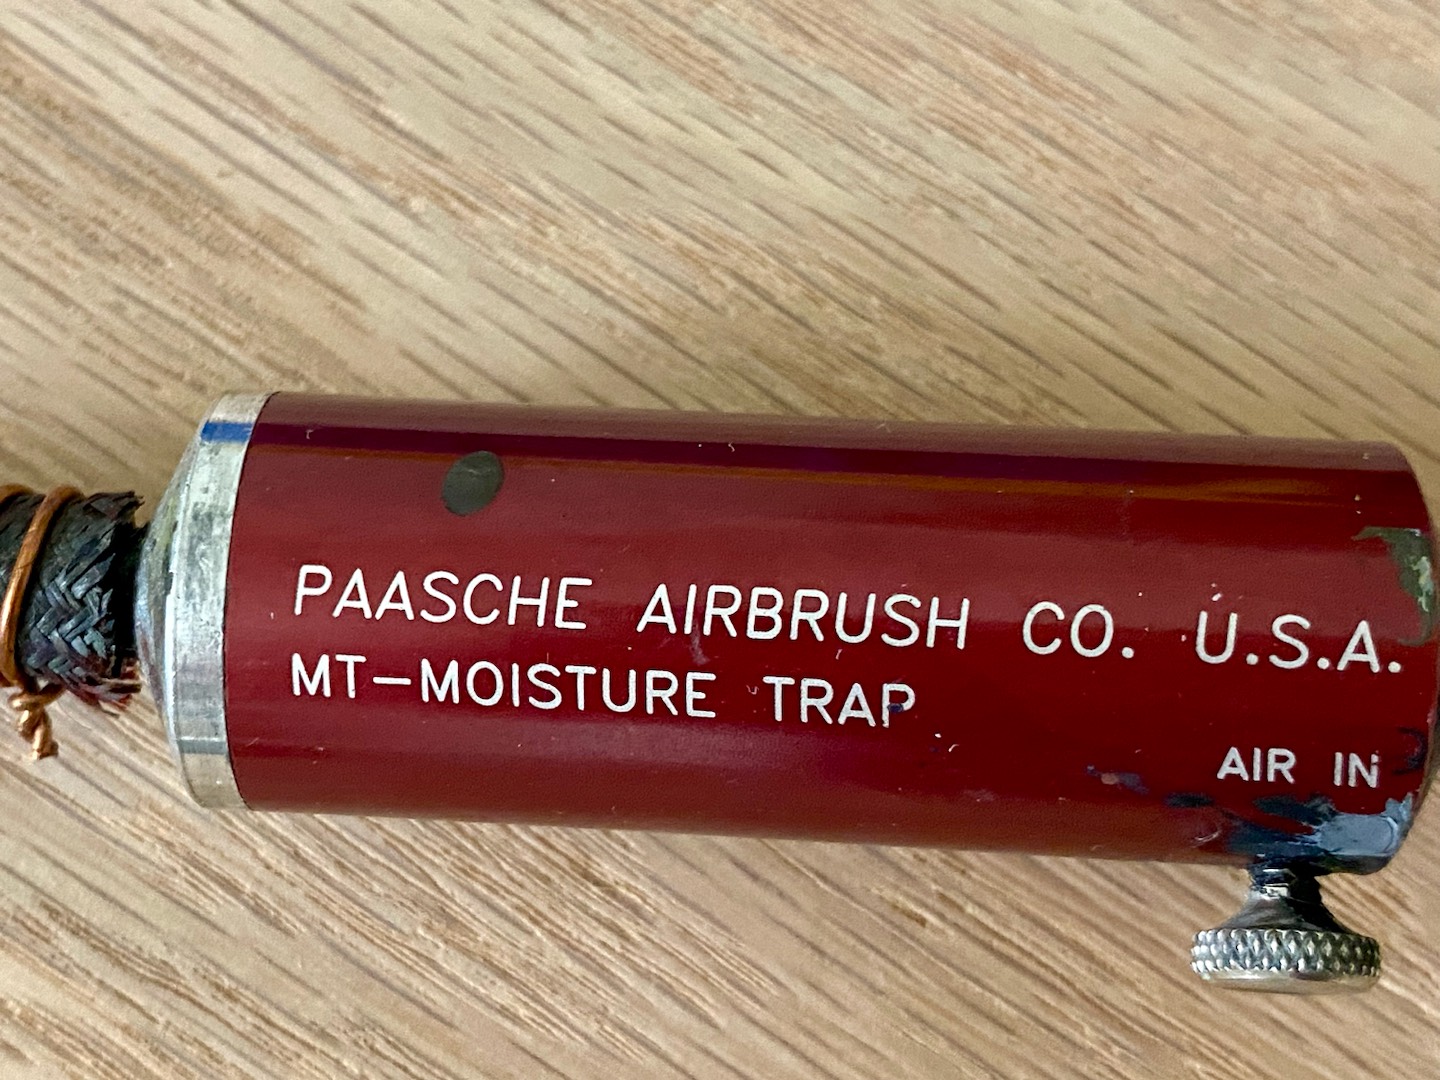 PAASCHE AIRBRUSH CO. U.S.A.
MT-MOISTURE TRAP
AIR IN